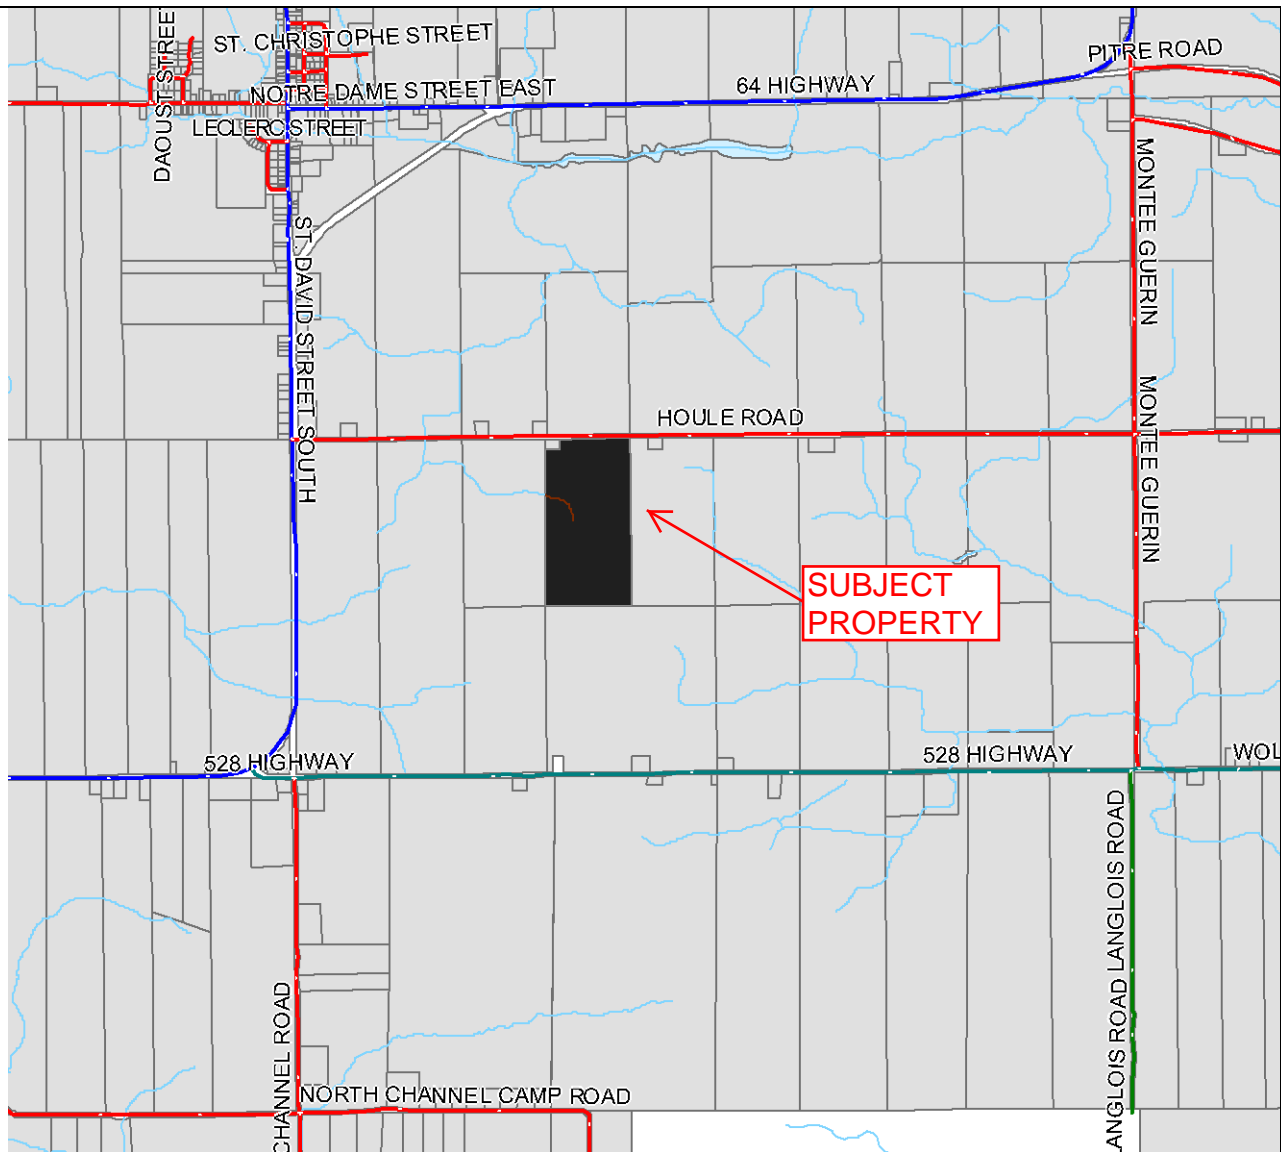 ST. CHRISTOPHE STREET
PITRE ROAD
DAOUST STREET
NOTRE DAME STREET EAST
64 HIGHWAY
LECLERC STREET
MONTEE GUERIN
ST. DAVID STREET SOUTH
MONTEE GUERIN
HOULE ROAD
SUBJECT
PROPERTY
528 HIGHWAY
528 HIGHWAY
WOL
LANGLOIS ROAD
LANGLOIS ROAD
CHANNEL ROAD
NORTH CHANNEL CAMP ROAD